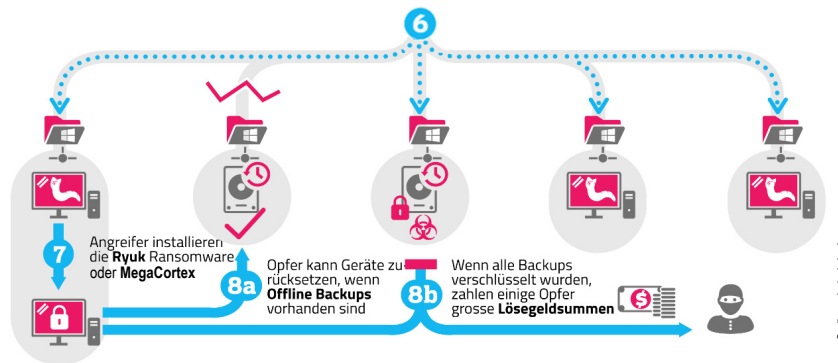 6
7
Angreifer installieren
die Ryuk Ransomware
oder MegaCortex
8a
Opfer kann Geräte zu-
rücksetzen, wenn
Offline Backups
vorhanden sind
8b
Wenn alle Backups
verschlüsselt wurden,
zahlen einige Opfer
grosse Lösegeldsummen
$